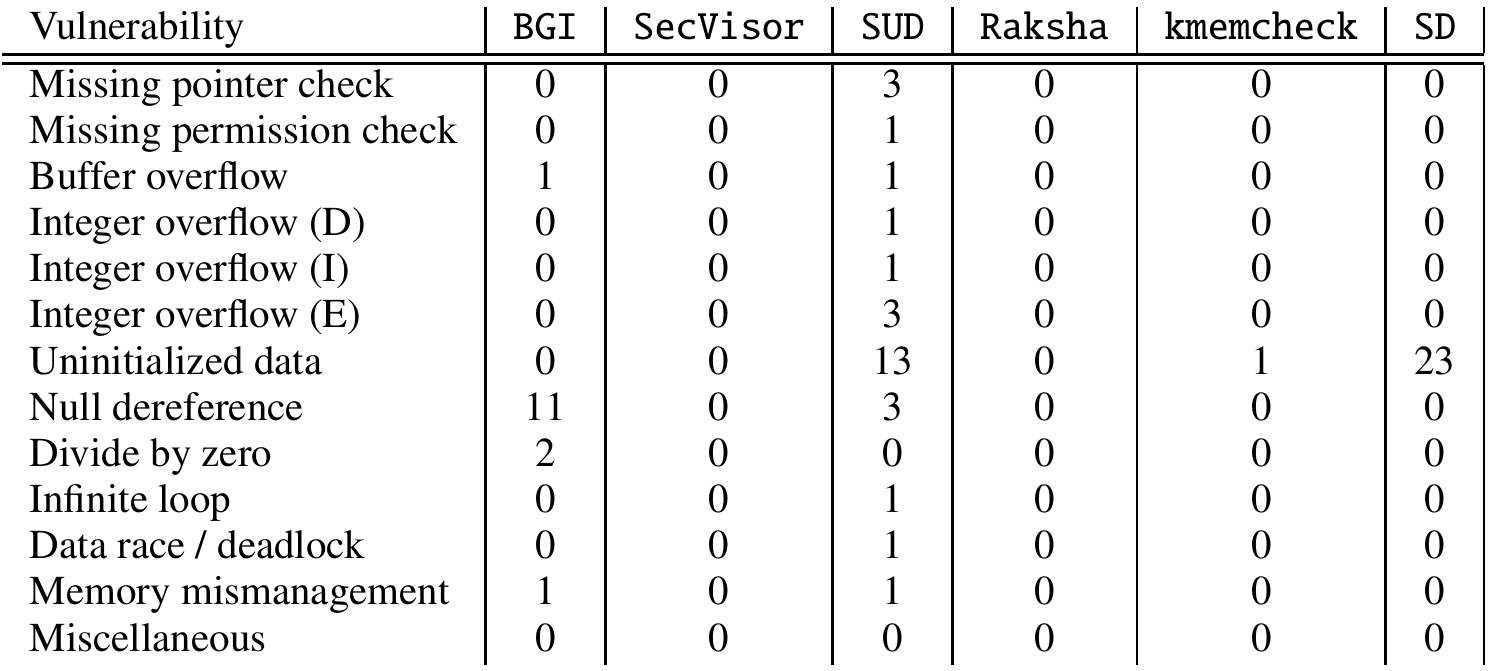 Vulnerability BGI SecVisor SUD Raksha kmemcheck SD
Missing pointer check 0 0 3 0 0 0
Missing permission check 0 0 1 0 0 0
Buffer overflow 1 0 1 0 0 0
Integer overflow (D) 0 0 1 0 0 0
Integer overflow (I) 0 0 1 0 0 0
Integer overflow (E) 0 0 3 0 0 0
Uninitialized data 0 0 13 0 1 23
Null dereference 11 0 3 0 0 0
Divide by zero 2 0 0 0 0 0
Infinite loop 0 0 1 0 0 0
Data race / deadlock 0 0 1 0 0 0
Memory mismanagement 1 0 1 0 0 0
Miscellaneous 0 0 0 0 0 0